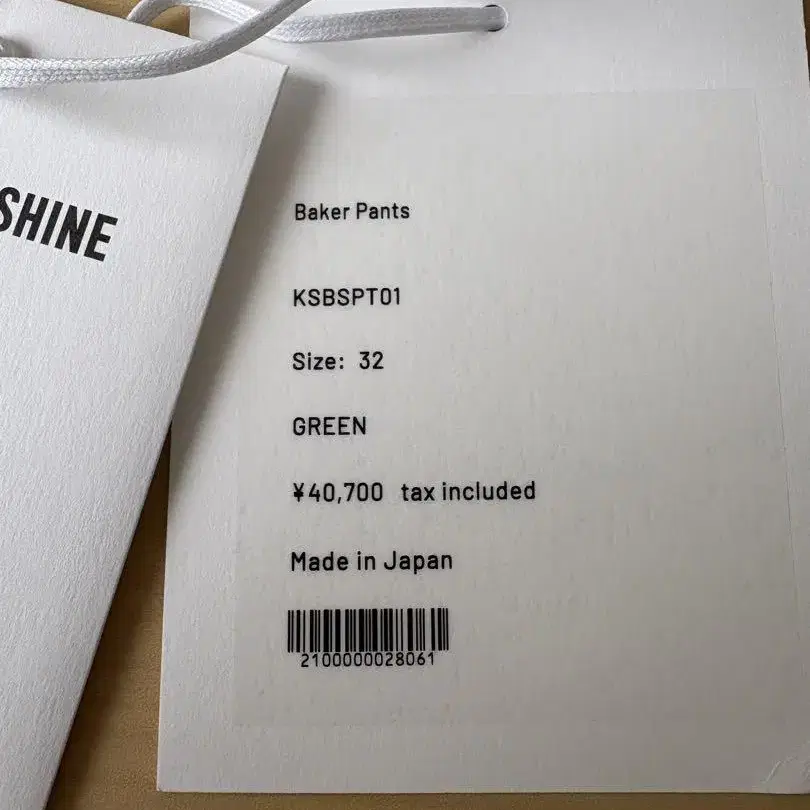 SHINE
Baker Pants
KSBSPT01
Size: 32
GREEN
¥40,700 tax included
Made in Japan
2100000028061